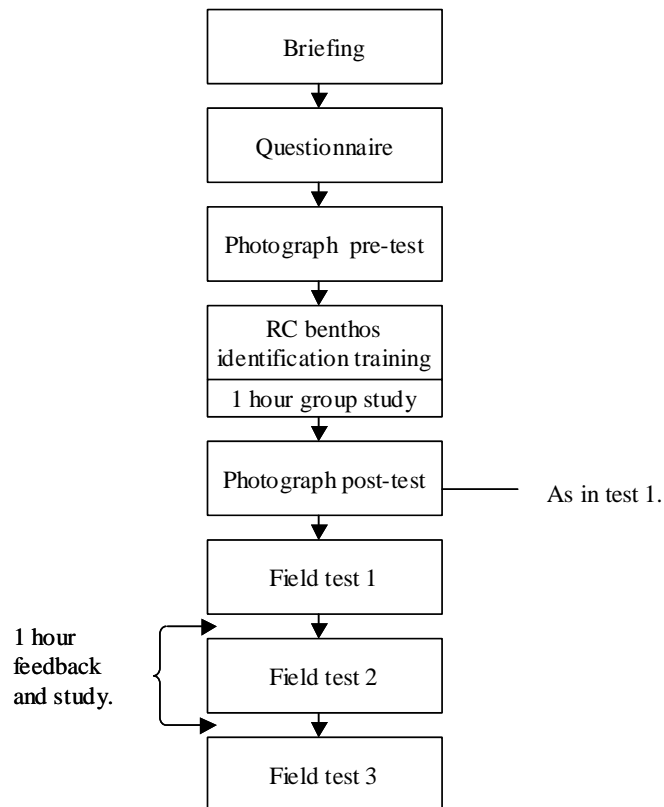 Briefing
Questionnaire
Photograph pre-test
RC benthos
identification training
1 hour group study
Photograph post-test
As in test 1.
Field test 1
1 hour
feedback
and study.
Field test 2
Field test 3